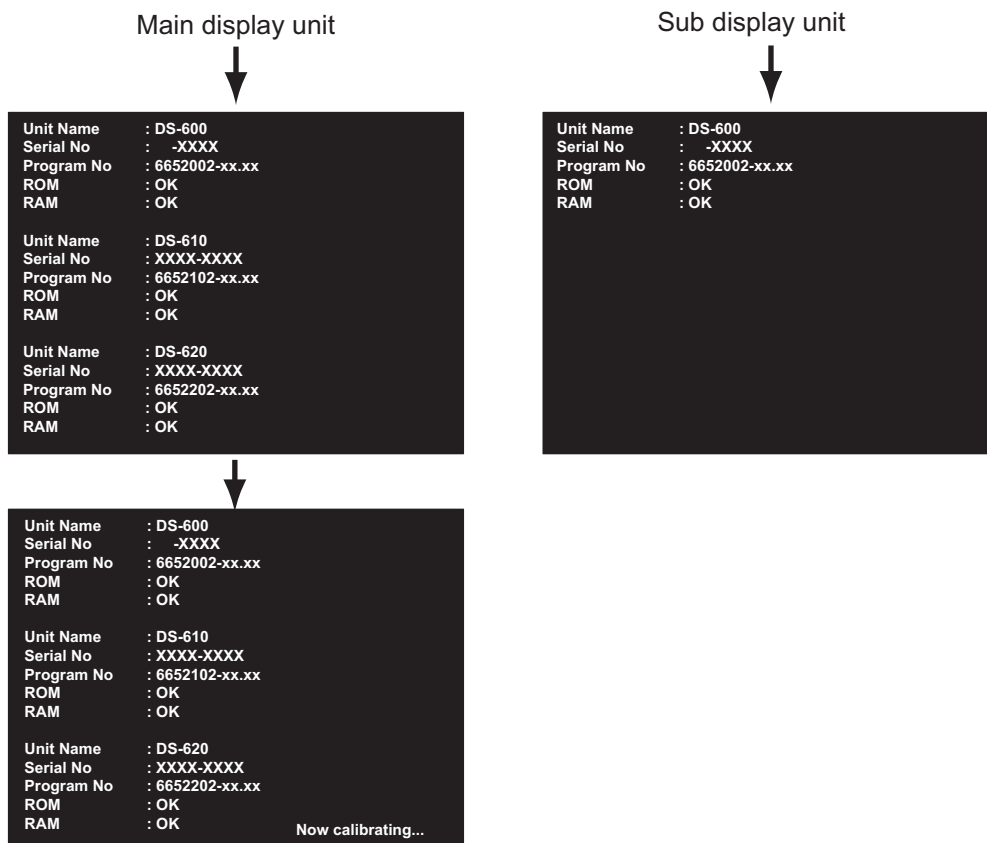 Main display unit
Unit Name : DS-600
Serial No : -XXXX
Program No : 6652002-xx.xx
ROM : OK
RAM : OK
Unit Name : DS-610
Serial No : XXXX-XXXX
Program No : 6652102-xx.xx
ROM : OK
RAM : OK
Unit Name : DS-620
Serial No : XXXX-XXXX
Program No : 6652202-xx.xx
ROM : OK
RAM : OK
Unit Name : DS-600
Serial No : -XXXX
Program No : 6652002-xx.xx
ROM : OK
RAM : OK
Unit Name : DS-610
Serial No : XXXX-XXXX
Program No : 6652102-xx.xx
ROM : OK
RAM : OK
Unit Name : DS-620
Serial No : XXXX-XXXX
Program No : 6652202-xx.xx
ROM : OK
RAM : OK Now calibrating...
Sub display unit
Unit Name : DS-600
Serial No : -XXXX
Program No : 6652002-xx.xx
ROM : OK
RAM : OK